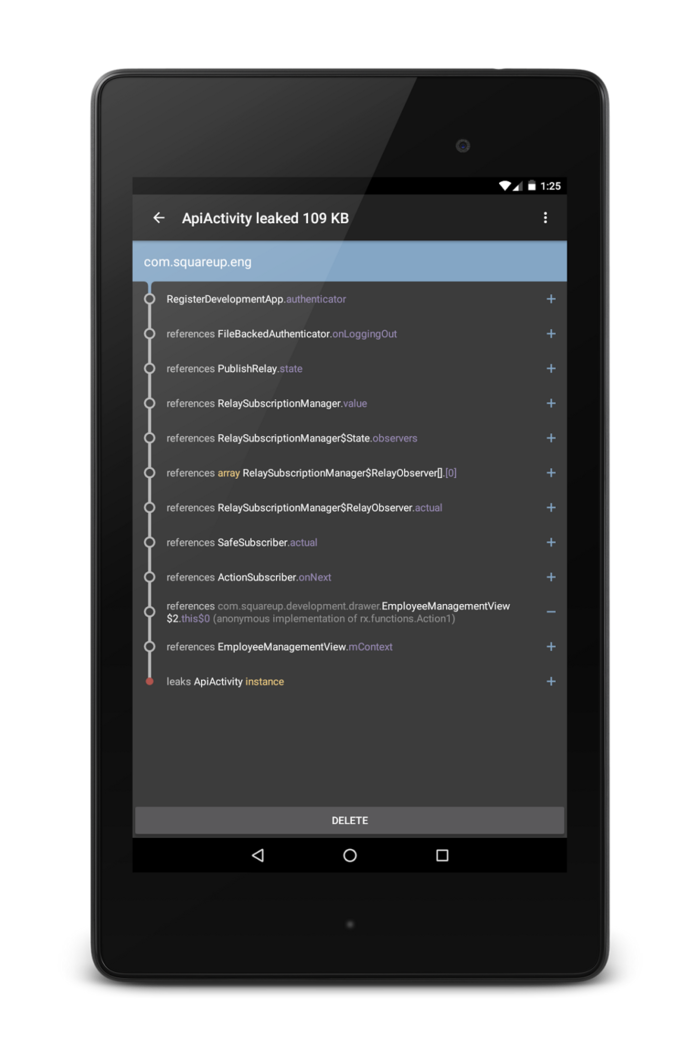 1:25
ApiActivity leaked 109 KB
com.squareup.eng
RegisterDevelopmentApp.authenticator
references FileBackedAuthenticator.onLoggingOut
references PublishRelay.state
references RelaySubscriptionManager.value
references RelaySubscriptionManager$State.observers
references array RelaySubscriptionManager$RelayObserver[].[0]
references RelaySubscriptionManager$RelayObserver.actual
references SafeSubscriber.actual
references ActionSubscriber.onNext
references com.squareup.development.drawer.EmployeeManagementView
$2.this$0 (anonymous implementation of rx.functions.Action1)
references EmployeeManagementView.mContext
leaks ApiActivity instance
DELETE